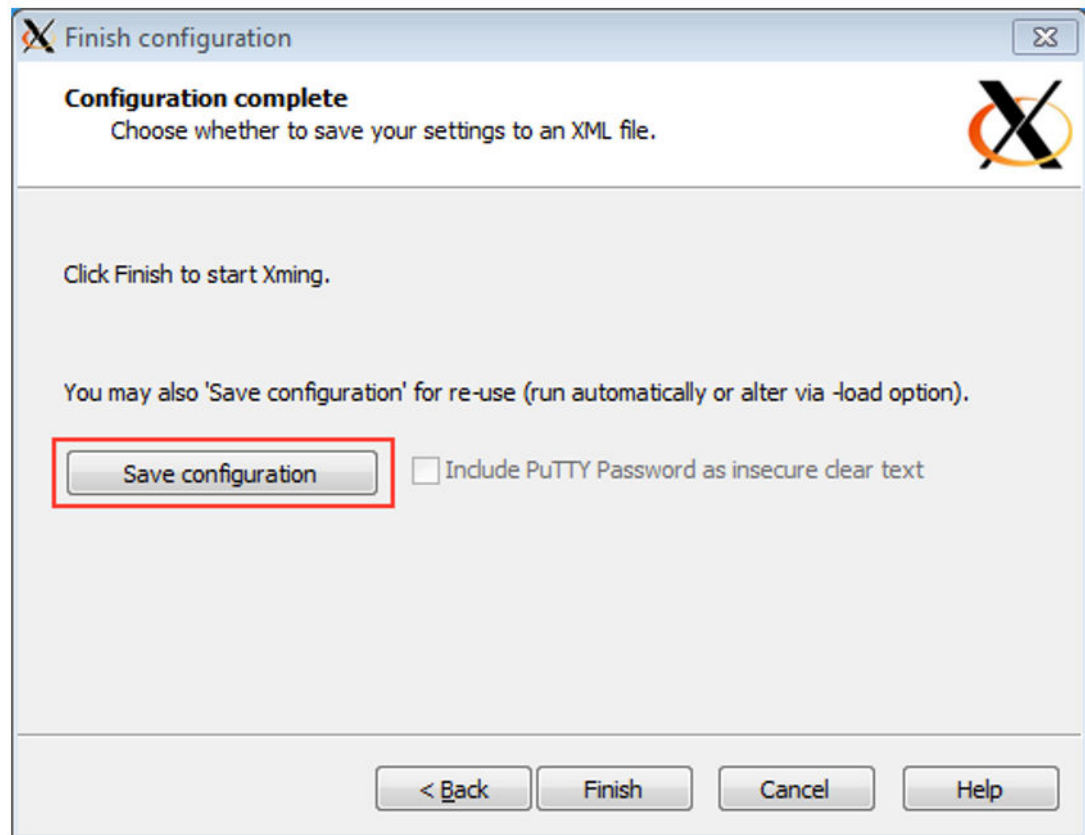 Finish configuration
Configuration complete
Choose whether to save your settings to an XML file.
Click Finish to start Xming.
You may also 'Save configuration' for re-use (run automatically or alter via -load option).
Save configuration
Include PuTTY Password as insecure clear text
< Back
Finish
Cancel
Help